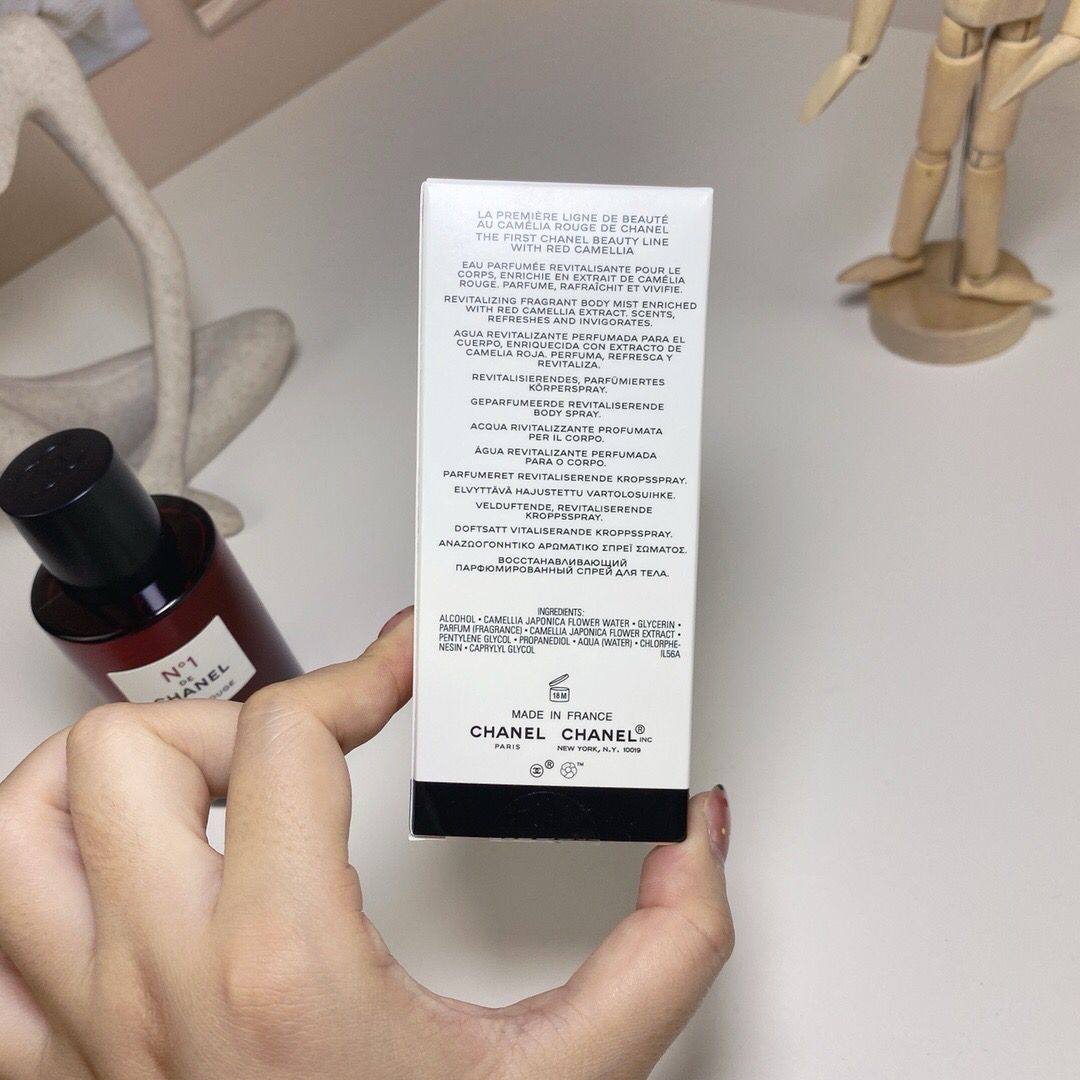 LA PREMIÈRE LIGNE DE BEAUTÉ
AU CAMÉLIA ROUGE DE CHANEL
THE FIRST CHANEL BEAUTY LINE
WITH RED CAMELLIA
EAU PARFUMÉE REVITALISANTE POUR LE
CORPS, ENRICHIE EN EXTRAIT DE CAMÉLIA
ROUGE. PARFUME, RAFRAÎCHIT ET VIVIFIE.
REVITALIZING FRAGRANT BODY MIST ENRICHED
WITH RED CAMELLIA EXTRACT. SCENTS,
REFRESHES AND INVIGORATES.
AGUA REVITALIZANTE PERFUMADA PARA EL
CUERPO, ENRIQUECIDA CON EXTRACTO DE
CAMELIA ROJA. PERFUMA, REFRESCA Y
REVITALIZA.
REVITALISIERENDES, PARFÜMIERTES
KÖRPERSPRAY.
GEPARFUMEERDE REVITALISERENDE
BODY SPRAY.
ACQUA RIVITALIZZANTE PROFUMATA
PER IL CORPO.
ÁGUA REVITALIZANTE PERFUMADA
PARA O CORPO.
PARFUMERET REVITALISERENDE KROPSSPRAY.
ELVYTTÄVÄ HAJUSTETTU VARTOLOSUIHKE.
VELDUFTENDE, REVITALISERENDE
KROPPSSPRAY.
DOFTSATT VITALISERANDE KROPPSSPRAY.
ΑΝΑΖΩΟΓΟΝΗΤΙΚΟ ΑΡΩΜΑΤΙΚΟ ΣΠΡΕΪ ΣΩΜΑΤΟΣ.
ВОССТАНАВЛИВАЮЩИЙ
ПАРФЮМИРОВАННЫЙ СПРЕЙ ДЛЯ ТЕЛА.
INGREDIENTS:
ALCOHOL • CAMELLIA JAPONICA FLOWER WATER • GLYCERIN •
PARFUM (FRAGRANCE) • CAMELLIA JAPONICA FLOWER EXTRACT •
PENTYLENE GLYCOL • PROPANEDIOL • AQUA (WATER) • CHLORPHE-
NESIN • CAPRYLYL GLYCOL IL56A
18 M
MADE IN FRANCE
CHANEL CHANEL® INC
PARIS NEW YORK, N.Y. 10019
® ™
N°1
DE
CHANEL